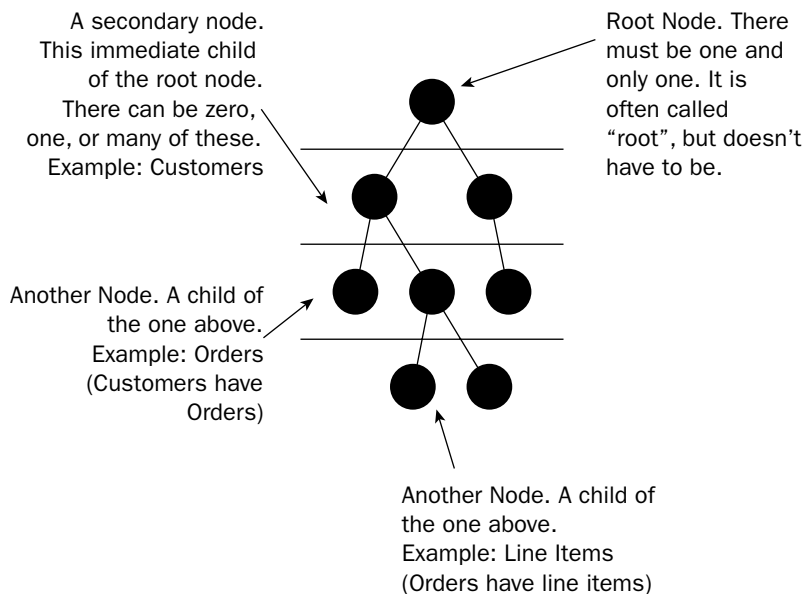 A secondary node.
This immediate child
of the root node.
There can be zero,
one, or many of these.
Example: Customers
Root Node. There
must be one and
only one. It is
often called
“root”, but doesn’t
have to be.
Another Node. A child of
the one above.
Example: Orders
(Customers have
Orders)
Another Node. A child of
the one above.
Example: Line Items
(Orders have line items)